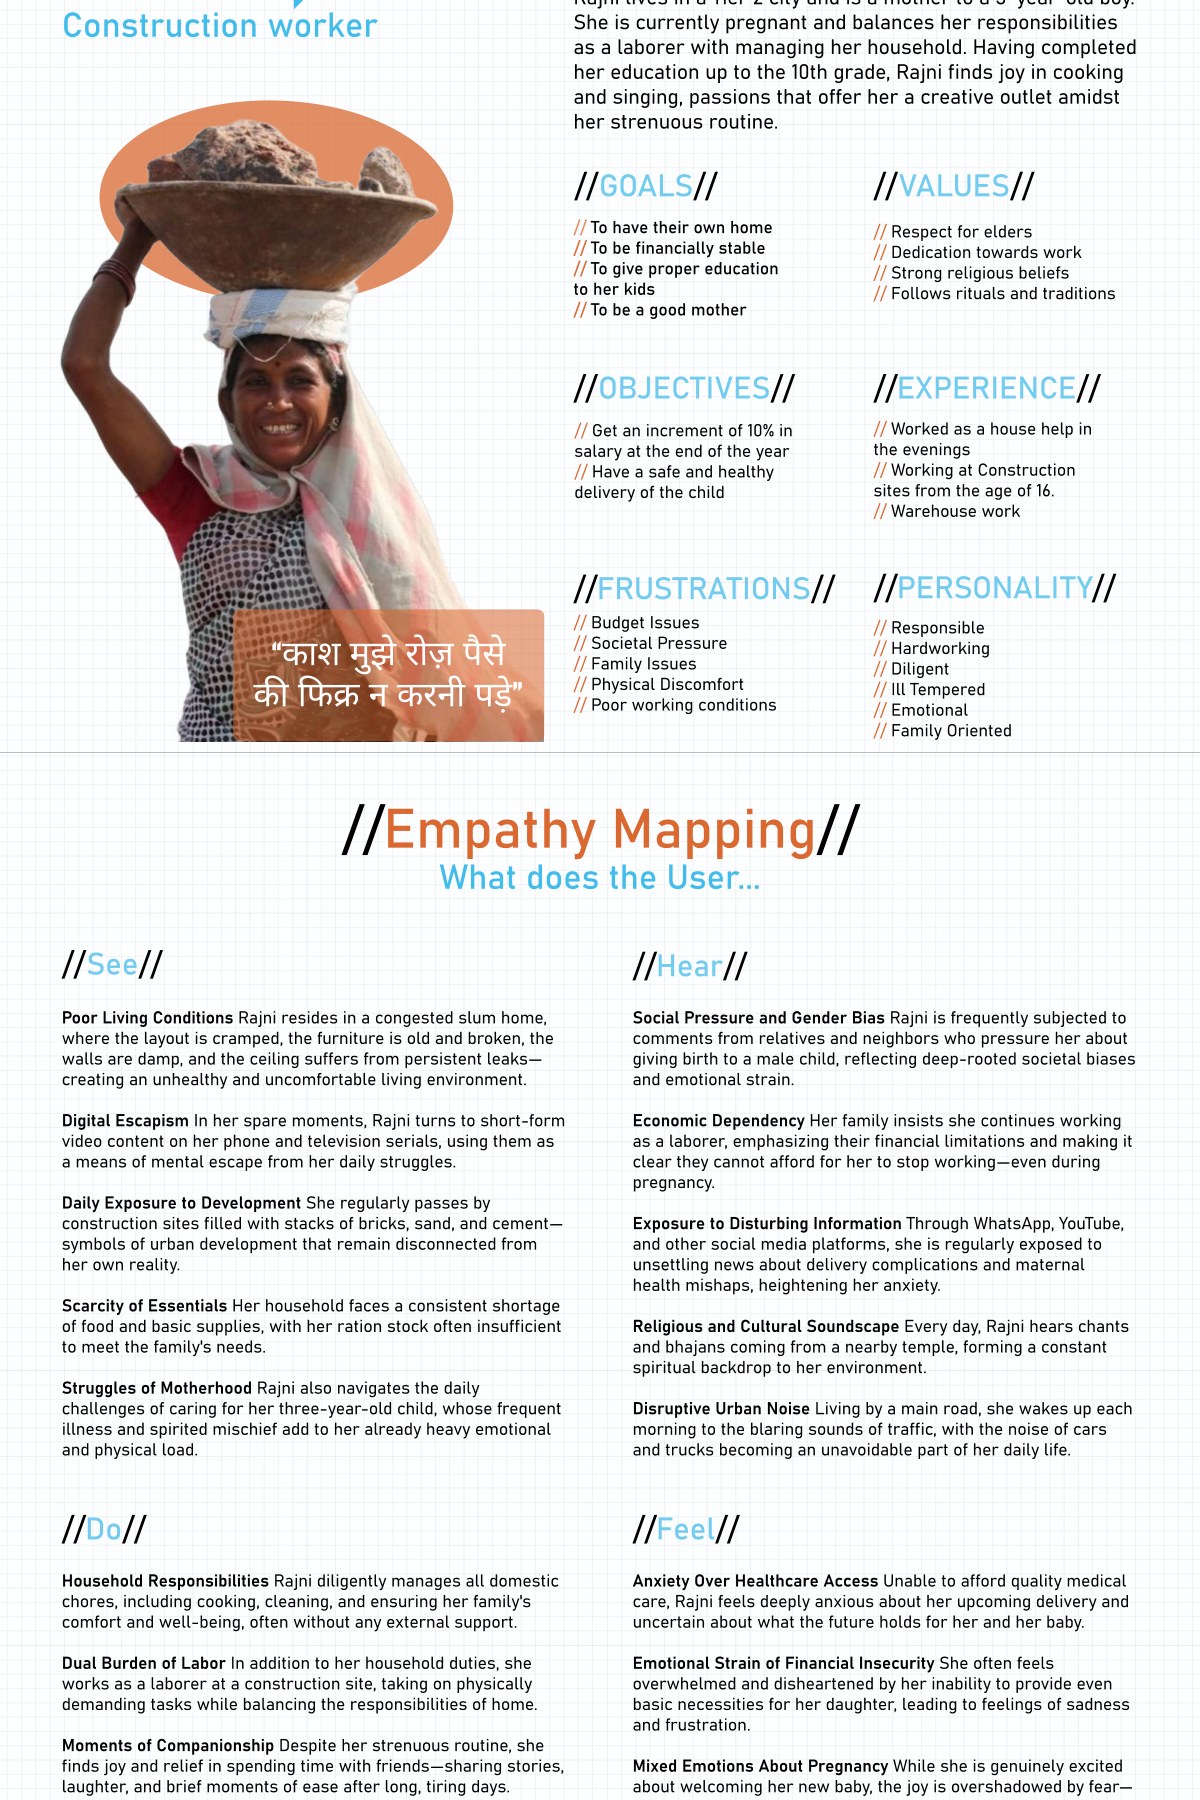 Construction worker
Rajni lives in a Tier 2 city and is a mother to a 3-year-old boy.
She is currently pregnant and balances her responsibilities
as a laborer with managing her household. Having completed
her education up to the 10th grade, Rajni finds joy in cooking
and singing, passions that offer her a creative outlet amidst
her strenuous routine.
//GOALS//
// To have their own home
// To be financially stable
// To give proper education
to her kids
// To be a good mother
//VALUES//
// Respect for elders
// Dedication towards work
// Strong religious beliefs
// Follows rituals and traditions
//OBJECTIVES//
// Get an increment of 10% in
salary at the end of the year
// Have a safe and healthy
delivery of the child
//EXPERIENCE//
// Worked as a house help in
the evenings
// Working at Construction
sites from the age of 16.
// Warehouse work
//FRUSTRATIONS//
// Budget Issues
// Societal Pressure
// Family Issues
// Physical Discomfort
// Poor working conditions
//PERSONALITY//
// Responsible
// Hardworking
// Diligent
// Ill Tempered
// Emotional
// Family Oriented
“काश मुझे रोज़ पैसे
की फिक्र न करनी पड़े”
//Empathy Mapping//
What does the User...
//See//
Poor Living Conditions Rajni resides in a congested slum home,
where the layout is cramped, the furniture is old and broken, the
walls are damp, and the ceiling suffers from persistent leaks—
creating an unhealthy and uncomfortable living environment.
Digital Escapism In her spare moments, Rajni turns to short-form
video content on her phone and television serials, using them as
a means of mental escape from her daily struggles.
Daily Exposure to Development She regularly passes by
construction sites filled with stacks of bricks, sand, and cement—
symbols of urban development that remain disconnected from
her own reality.
Scarcity of Essentials Her household faces a consistent shortage
of food and basic supplies, with her ration stock often insufficient
to meet the family's needs.
Struggles of Motherhood Rajni also navigates the daily
challenges of caring for her three-year-old child, whose frequent
illness and spirited mischief add to her already heavy emotional
and physical load.
//Hear//
Social Pressure and Gender Bias Rajni is frequently subjected to
comments from relatives and neighbors who pressure her about
giving birth to a male child, reflecting deep-rooted societal biases
and emotional strain.
Economic Dependency Her family insists she continues working
as a laborer, emphasizing their financial limitations and making it
clear they cannot afford for her to stop working—even during
pregnancy.
Exposure to Disturbing Information Through WhatsApp, YouTube,
and other social media platforms, she is regularly exposed to
unsettling news about delivery complications and maternal
health mishaps, heightening her anxiety.
Religious and Cultural Soundscape Every day, Rajni hears chants
and bhajans coming from a nearby temple, forming a constant
spiritual backdrop to her environment.
Disruptive Urban Noise Living by a main road, she wakes up each
morning to the blaring sounds of traffic, with the noise of cars
and trucks becoming an unavoidable part of her daily life.
//Do//
Household Responsibilities Rajni diligently manages all domestic
chores, including cooking, cleaning, and ensuring her family's
comfort and well-being, often without any external support.
Dual Burden of Labor In addition to her household duties, she
works as a laborer at a construction site, taking on physically
demanding tasks while balancing the responsibilities of home.
Moments of Companionship Despite her strenuous routine, she
finds joy and relief in spending time with friends—sharing stories,
laughter, and brief moments of ease after long, tiring days.
//Feel//
Anxiety Over Healthcare Access Unable to afford quality medical
care, Rajni feels deeply anxious about her upcoming delivery and
uncertain about what the future holds for her and her baby.
Emotional Strain of Financial Insecurity She often feels
overwhelmed and disheartened by her inability to provide even
basic necessities for her daughter, leading to feelings of sadness
and frustration.
Mixed Emotions About Pregnancy While she is genuinely excited
about welcoming her new baby, the joy is overshadowed by fear—